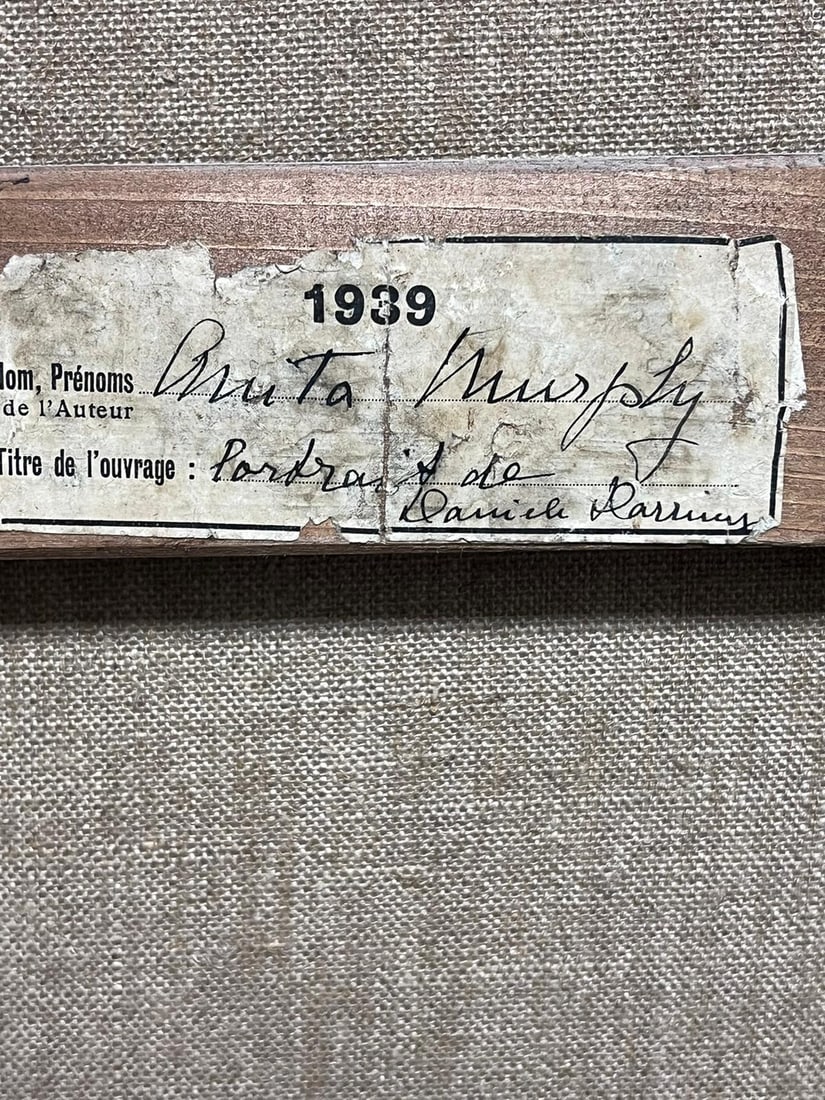 1939
Nom, Prénoms Anita Murphy
de l'Auteur
Titre de l'ouvrage : Portrait de
Daniele Darrieux